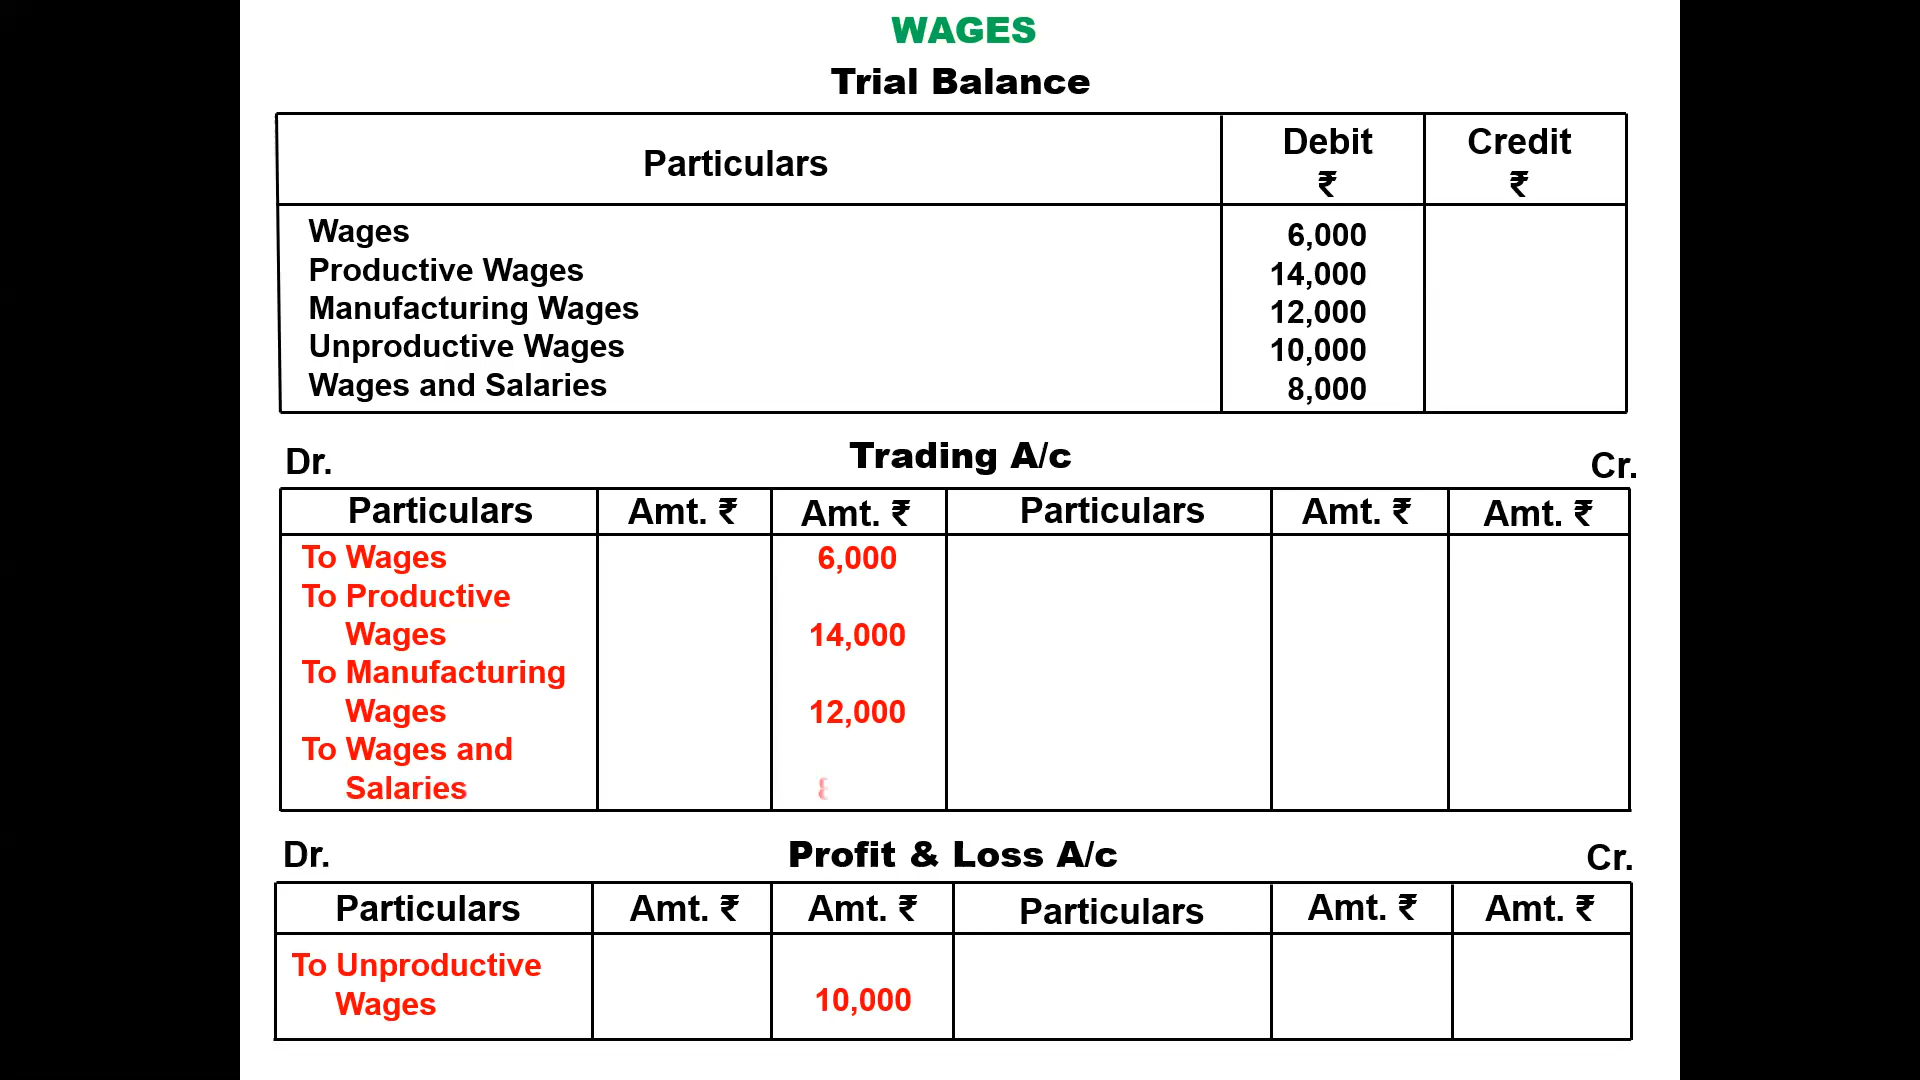 WAGES
Trial Balance
Particulars Debit ₹ Credit ₹
Wages 6,000
Productive Wages 14,000
Manufacturing Wages 12,000
Unproductive Wages 10,000
Wages and Salaries 8,000
Dr. Trading A/c Cr.
Particulars Amt. ₹ Amt. ₹ Particulars Amt. ₹ Amt. ₹
To Wages 6,000
To Productive
Wages 14,000
To Manufacturing
Wages 12,000
To Wages and
Salaries
Dr. Profit & Loss A/c Cr.
Particulars Amt. ₹ Amt. ₹ Particulars Amt. ₹ Amt. ₹
To Unproductive
Wages 10,000